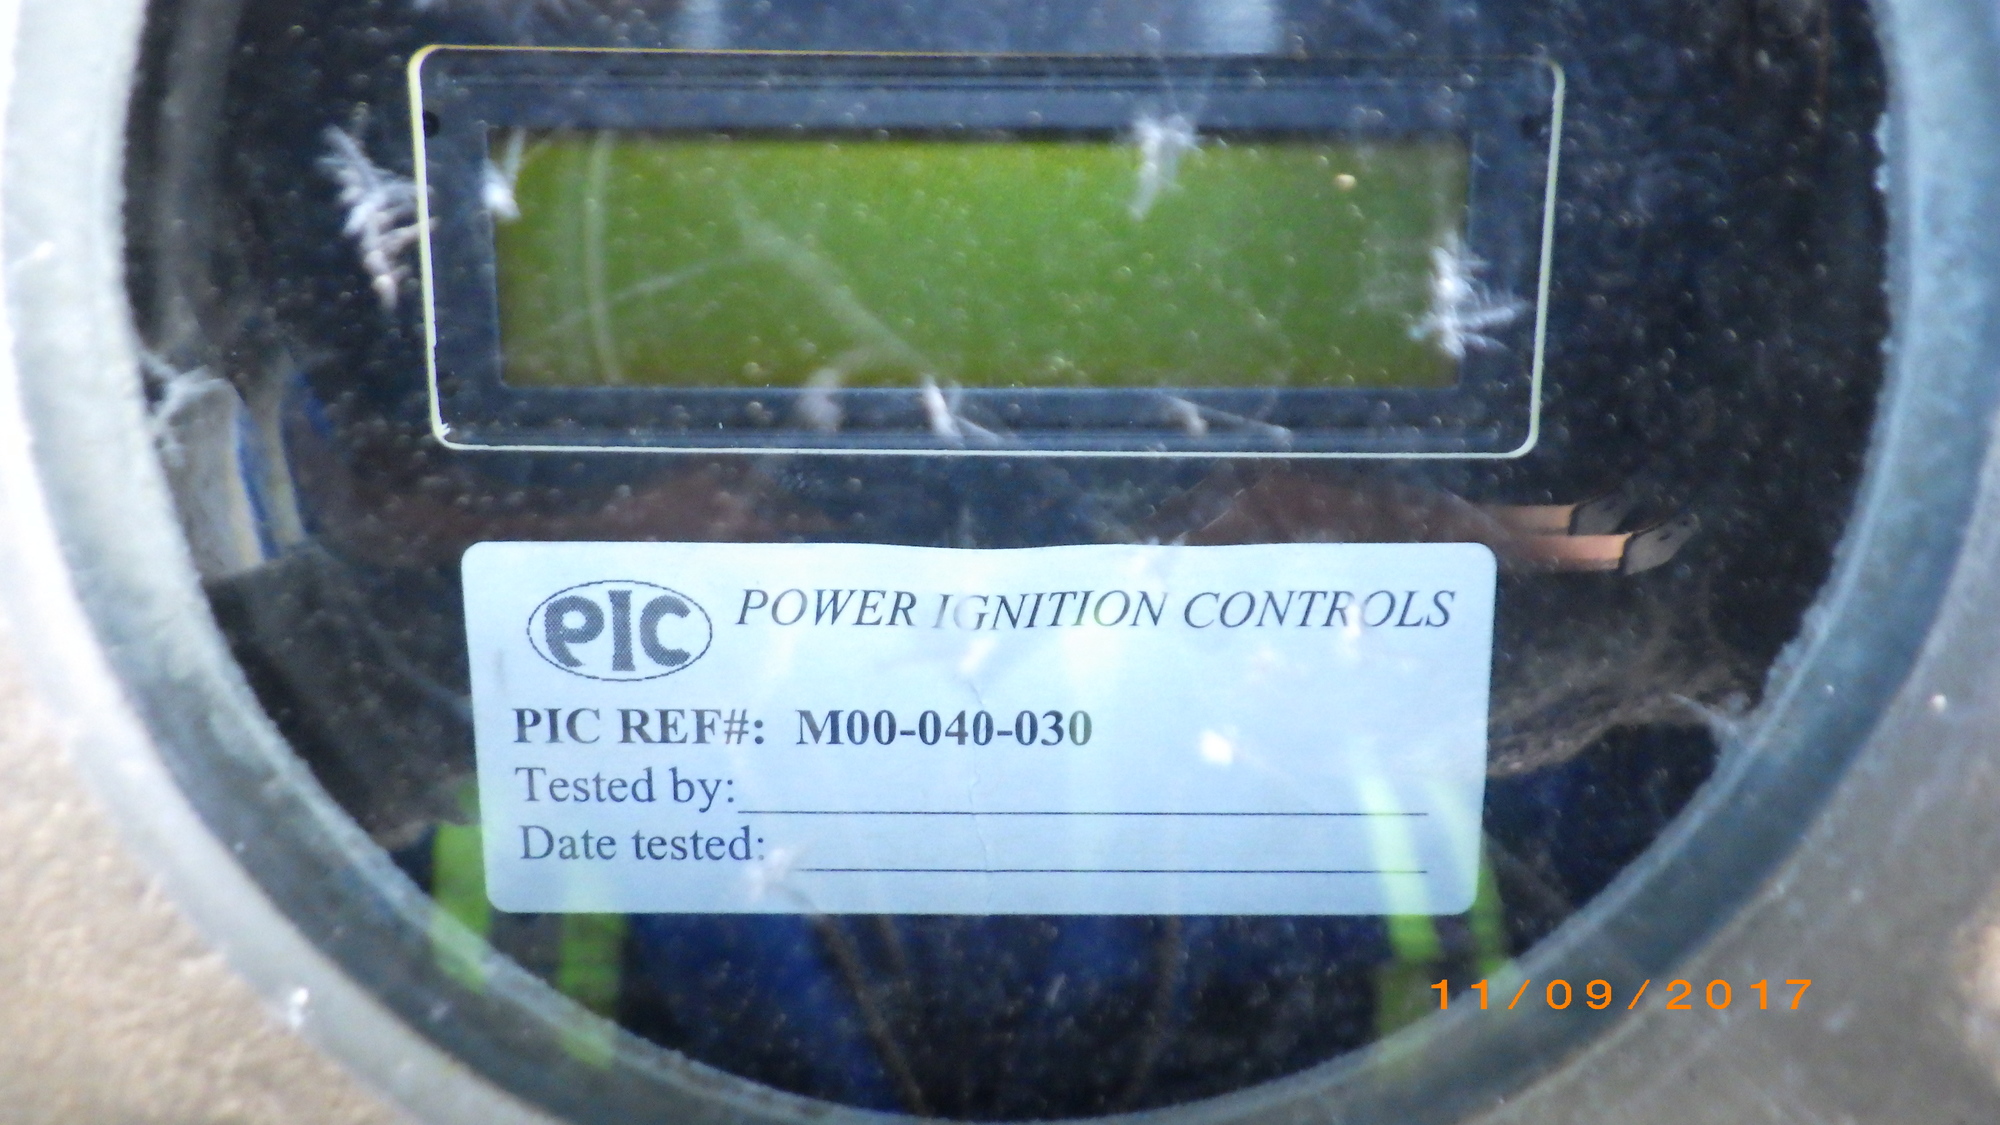 PIC POWER IGNITION CONTROLS
PIC REF#: M00-040-030
Tested by:
Date tested:
11/09/2017